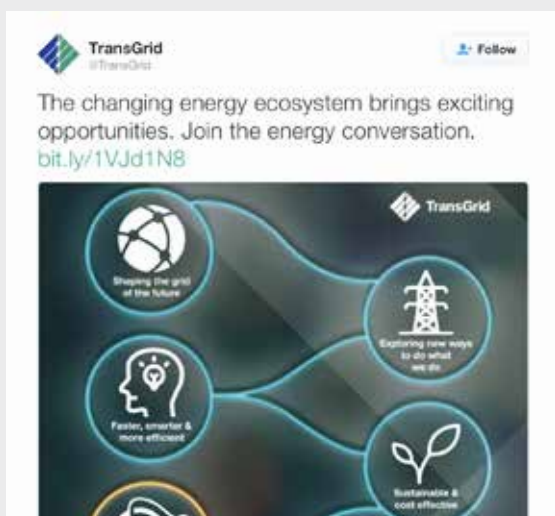 TransGrid
@TransGrid
Follow
The changing energy ecosystem brings exciting
opportunities. Join the energy conversation.
bit.ly/1VJd1N8
TransGrid
Shaping the grid
of the future
Exploring new ways
to do what
we do
Faster, smarter &
more efficient
Sustainable &
cost effective